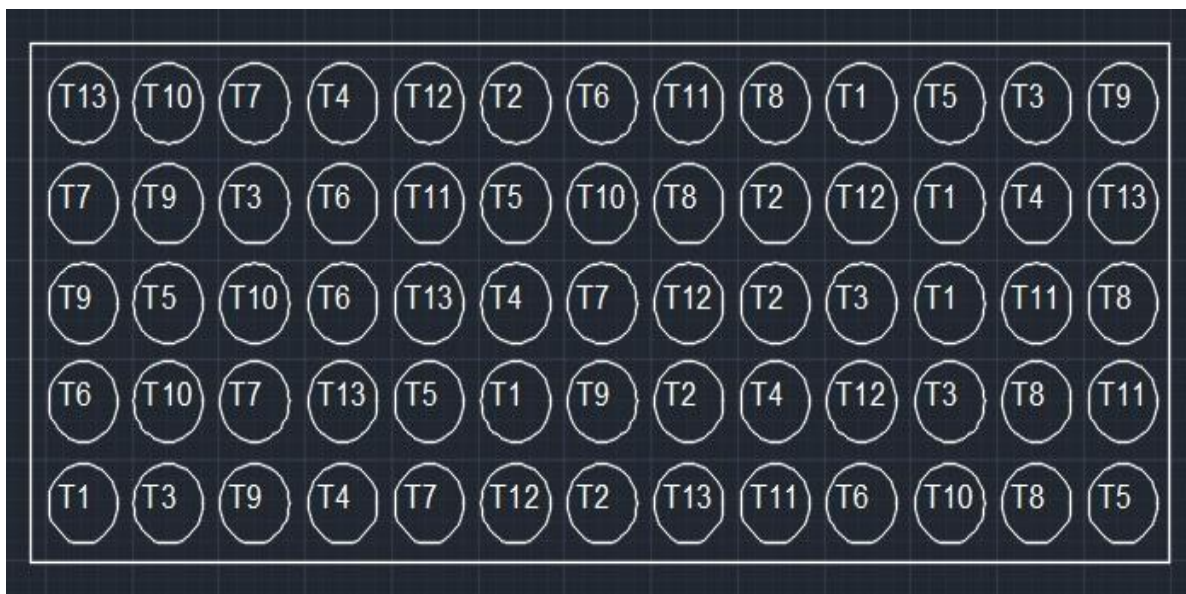 T13 T10 T7 T4 T12 T2 T6 T11 T8 T1 T5 T3 T9
T7 T9 T3 T6 T11 T5 T10 T8 T2 T12 T1 T4 T13
T9 T5 T10 T6 T13 T4 T7 T12 T2 T3 T1 T11 T8
T6 T10 T7 T13 T5 T1 T9 T2 T4 T12 T3 T8 T11
T1 T3 T9 T4 T7 T12 T2 T13 T11 T6 T10 T8 T5